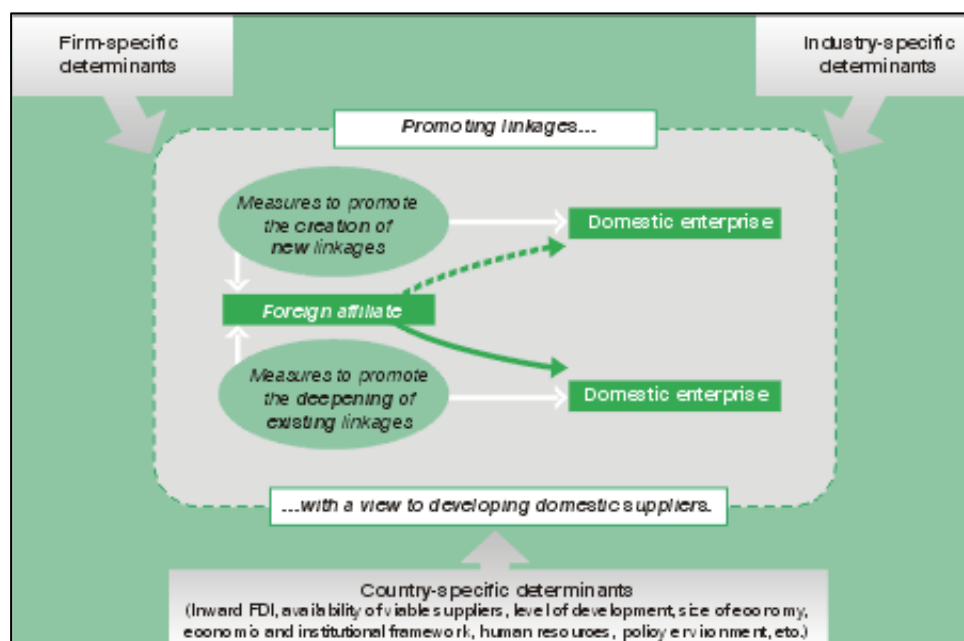 Firm-specific
determinants
Industry-specific
determinants
Promoting linkages...
Measures to promote
the creation of
new linkages
Domestic enterprise
Foreign affiliate
Measures to promote
the deepening of
existing linkages
Domestic enterprise
...with a view to developing domestic suppliers.
Country-specific determinants
(Inward FDI, availability of viable suppliers, level of development, size of economy,
economic and institutional framework, human resources, policy environment, etc.)